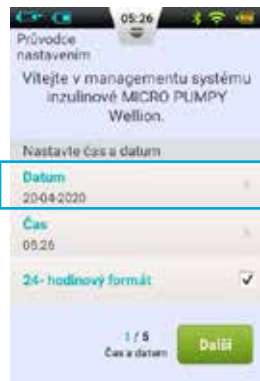 05:26
Průvodce
nastavením
Vítejte v managementu systému
inzulinové MICRO PUMPY
Wellion.
Nastavte čas a datum
Datum
20-04-2020
Čas
05:26
24- hodinový formát
1 / 5
Čas a datum
Další